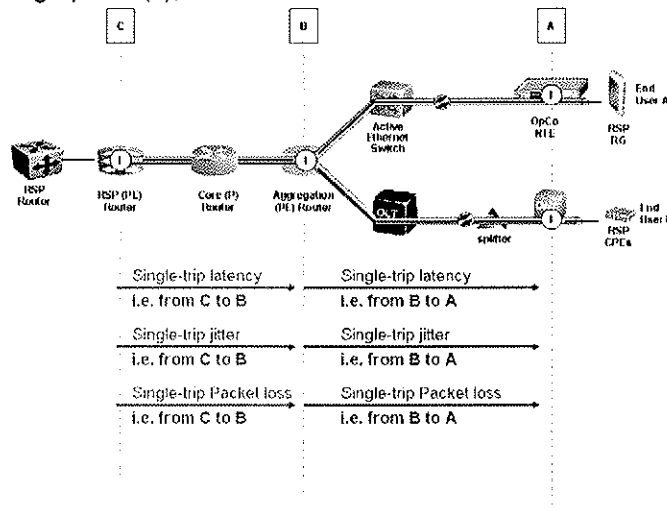 C B A
Active
Ethernet
Switch
OpCo
NTE
RSP
RG
End
User A
RSP
Router
RSP (PE)
Router
Core (P)
Router
Aggregation
(PE) Router
OLT
splitter
RSP
CPEs
End
Single-trip latency
i.e. from C to B
Single-trip latency
i.e. from B to A
Single-trip jitter
i.e. from C to B
Single-trip jitter
i.e. from B to A
Single-trip Packet loss
i.e. from C to B
Single-trip Packet loss
i.e. from B to A